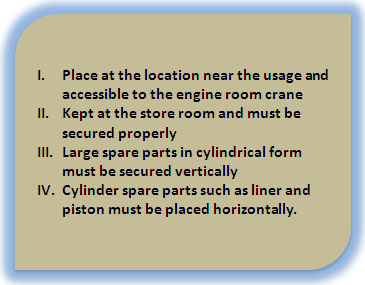 I. Place at the location near the usage and
accessible to the engine room crane
II. Kept at the store room and must be
secured properly
III. Large spare parts in cylindrical form
must be secured vertically
IV. Cylinder spare parts such as liner and
piston must be placed horizontally.